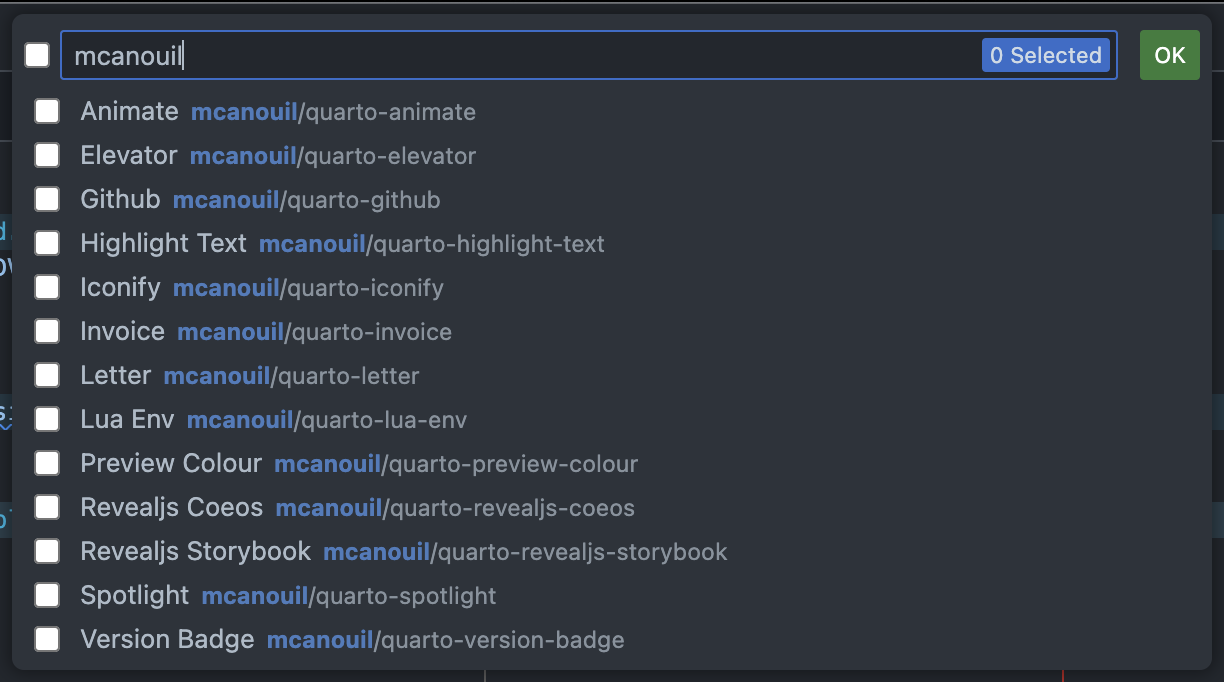 mcanouil 0 Selected OK
Animate mcanouil/quarto-animate
Elevator mcanouil/quarto-elevator
Github mcanouil/quarto-github
Highlight Text mcanouil/quarto-highlight-text
Iconify mcanouil/quarto-iconify
Invoice mcanouil/quarto-invoice
Letter mcanouil/quarto-letter
Lua Env mcanouil/quarto-lua-env
Preview Colour mcanouil/quarto-preview-colour
Revealjs Coeos mcanouil/quarto-revealjs-coeos
Revealjs Storybook mcanouil/quarto-revealjs-storybook
Spotlight mcanouil/quarto-spotlight
Version Badge mcanouil/quarto-version-badge